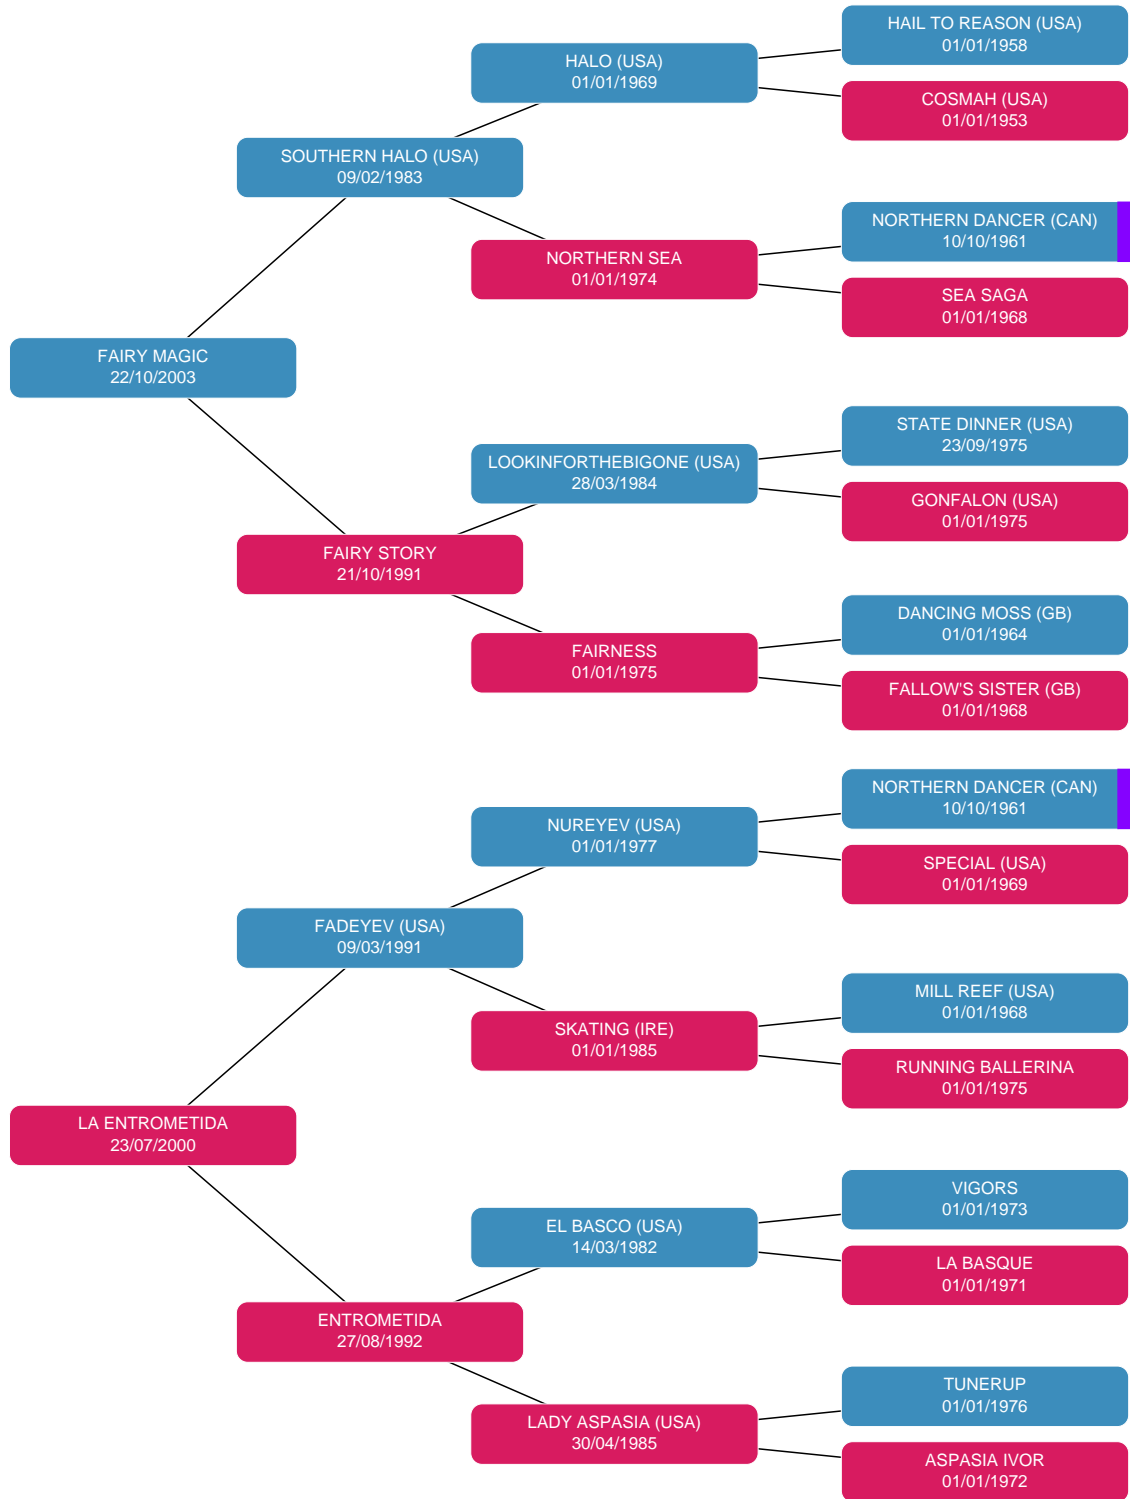 HAIL TO REASON (USA)
01/01/1958
HALO (USA)
01/01/1969
COSMAH (USA)
01/01/1953
SOUTHERN HALO (USA)
09/02/1983
NORTHERN DANCER (CAN)
10/10/1961
NORTHERN SEA
01/01/1974
SEA SAGA
01/01/1968
FAIRY MAGIC
22/10/2003
STATE DINNER (USA)
23/09/1975
LOOKINFORTHEBIGONE (USA)
28/03/1984
GONFALON (USA)
01/01/1975
FAIRY STORY
21/10/1991
DANCING MOSS (GB)
01/01/1964
FAIRNESS
01/01/1975
FALLOW'S SISTER (GB)
01/01/1968
NORTHERN DANCER (CAN)
10/10/1961
NUREYEV (USA)
01/01/1977
SPECIAL (USA)
01/01/1969
FADEYEV (USA)
09/03/1991
MILL REEF (USA)
01/01/1968
SKATING (IRE)
01/01/1985
RUNNING BALLERINA
01/01/1975
LA ENTROMETIDA
23/07/2000
VIGORS
01/01/1973
EL BASCO (USA)
14/03/1982
LA BASQUE
01/01/1971
ENTROMETIDA
27/08/1992
TUNERUP
01/01/1976
LADY ASPASIA (USA)
30/04/1985
ASPASIA IVOR
01/01/1972